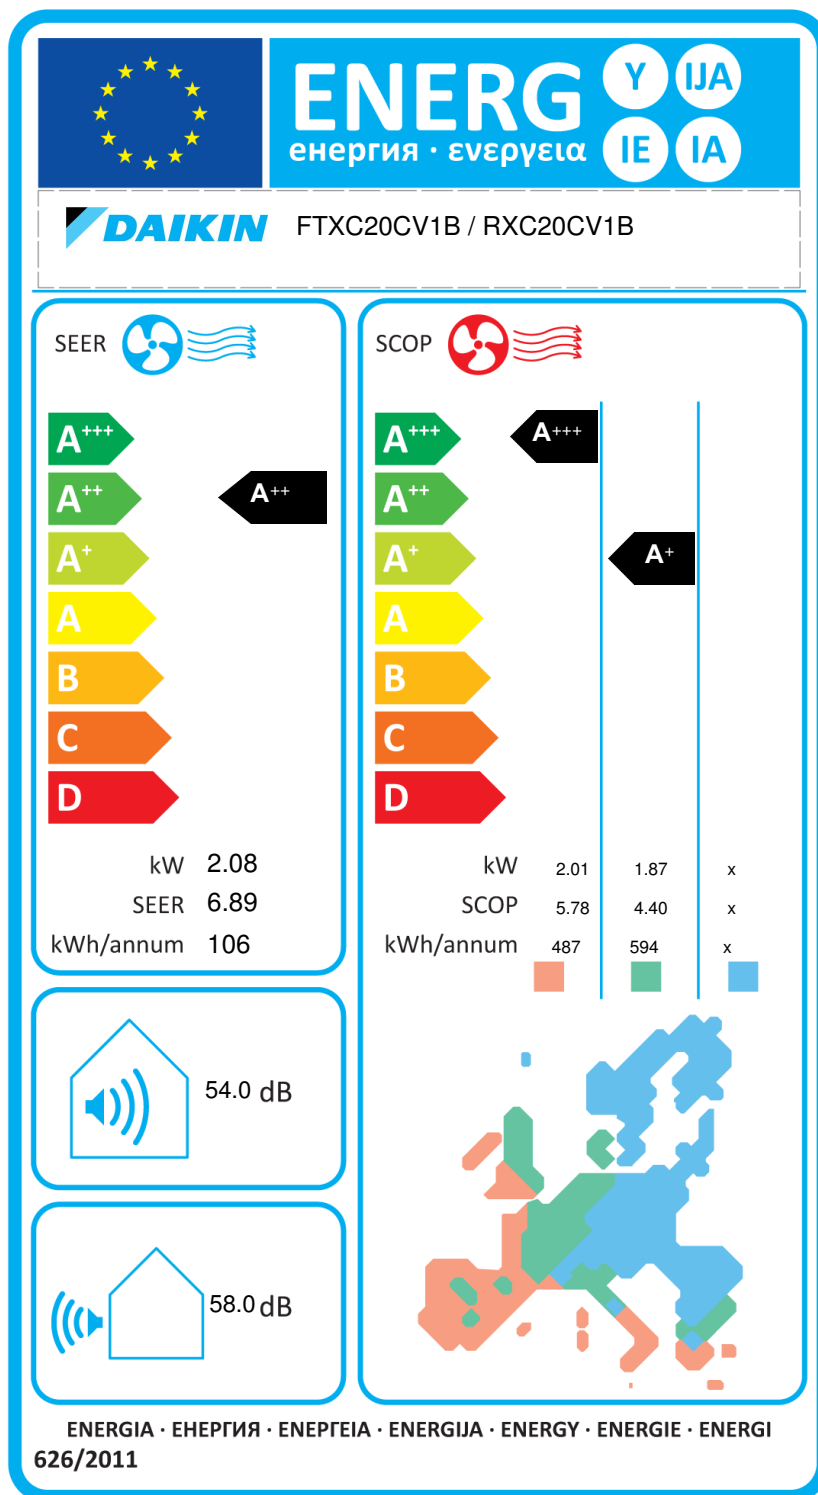 ENERG
енергия · ενεργεια
Y IJA
IE IA
DAIKIN FTXC20CV1B / RXC20CV1B
SEER
A+++
A++ A++
A+
A
B
C
D
kW 2.08
SEER 6.89
kWh/annum 106
SCOP
A+++ A+++
A++
A+ A+
A
B
C
D
kW 2.01 1.87 x
SCOP 5.78 4.40 x
kWh/annum 487 594 x
54.0 dB
58.0 dB
ENERGIA · ЕНЕРГИЯ · ΕΝΕΡΓΕΙΑ · ENERGIJA · ENERGY · ENERGIE · ENERGI
626/2011